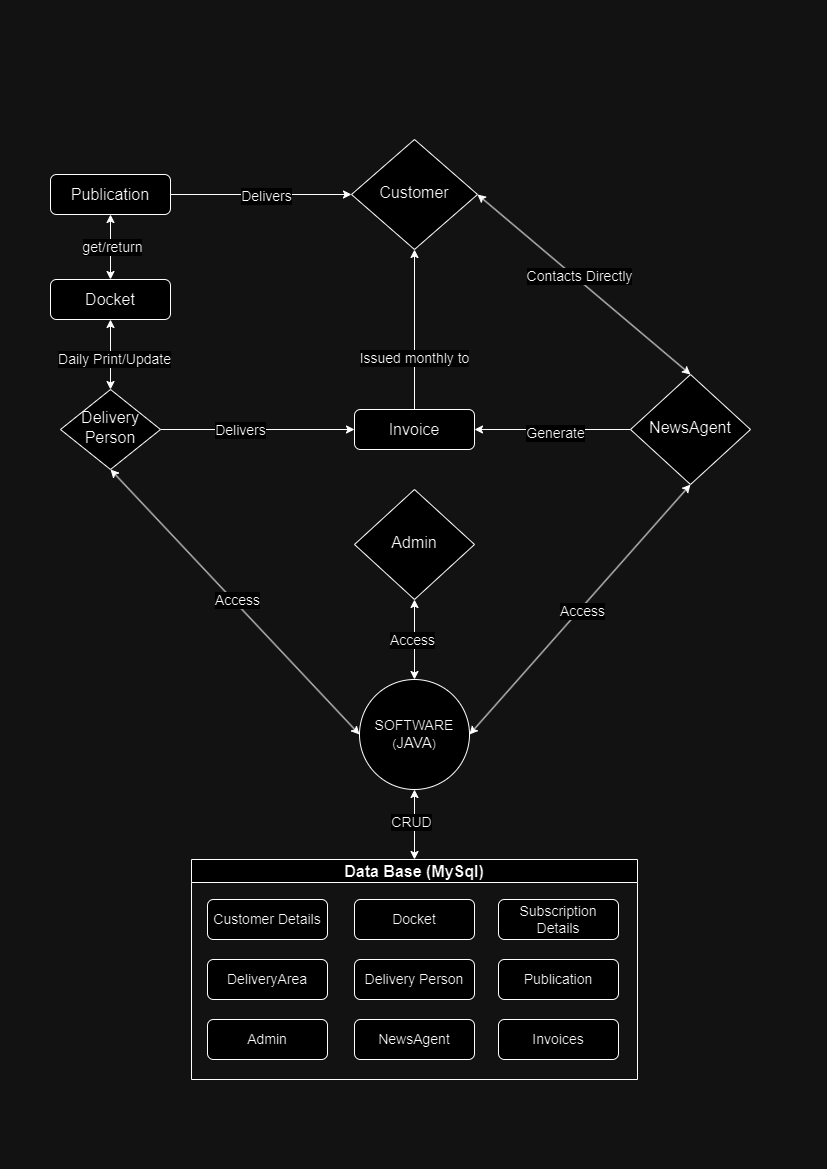 Customer
Publication
Delivers
get/return
Contacts Directly
Docket
Daily Print/Update
Issued monthly to
Delivery
Person
Delivers
Invoice
Generate
NewsAgent
Admin
Access
Access
Access
SOFTWARE
(JAVA)
CRUD
Data Base (MySql)
Customer Details
Docket
Subscription
Details
DeliveryArea
Delivery Person
Publication
Admin
NewsAgent
Invoices